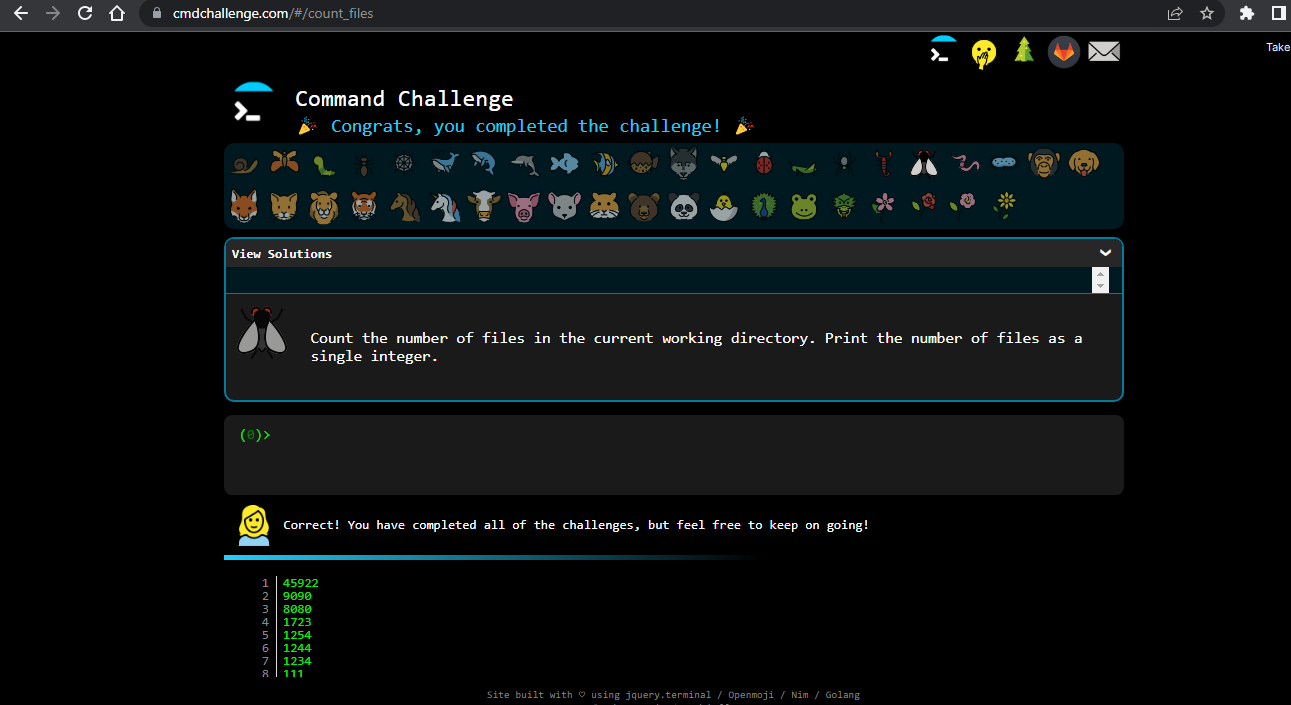 cmdchallenge.com/#/count_files
Take
Command Challenge
Congrats, you completed the challenge!
View Solutions
Count the number of files in the current working directory. Print the number of files as a
single integer.
(0)>
Correct! You have completed all of the challenges, but feel free to keep on going!
1 45922
2 9090
3 8080
4 1723
5 1254
6 1244
7 1234
8 111
Site built with ♡ using jquery.terminal / Openmoji / Nim / Golang